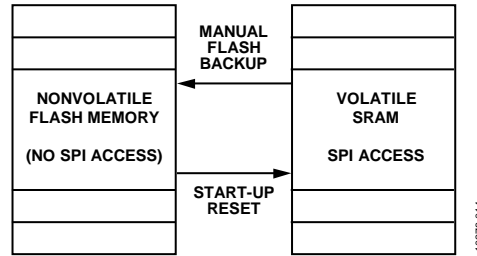 MANUAL
FLASH
BACKUP
NONVOLATILE
FLASH MEMORY
(NO SPI ACCESS)
VOLATILE
SRAM
SPI ACCESS
START-UP
RESET